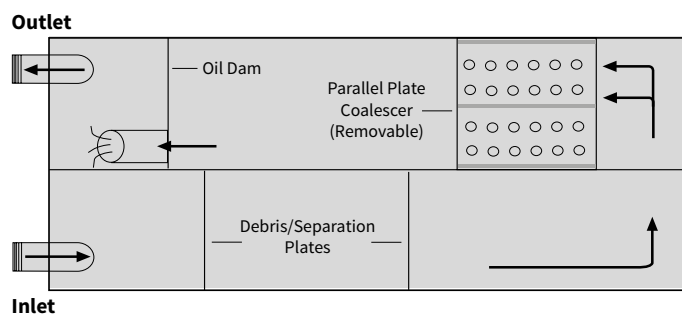 Outlet
Oil Dam
Parallel Plate
Coalescer
(Removable)
Debris/Separation
Plates
Inlet